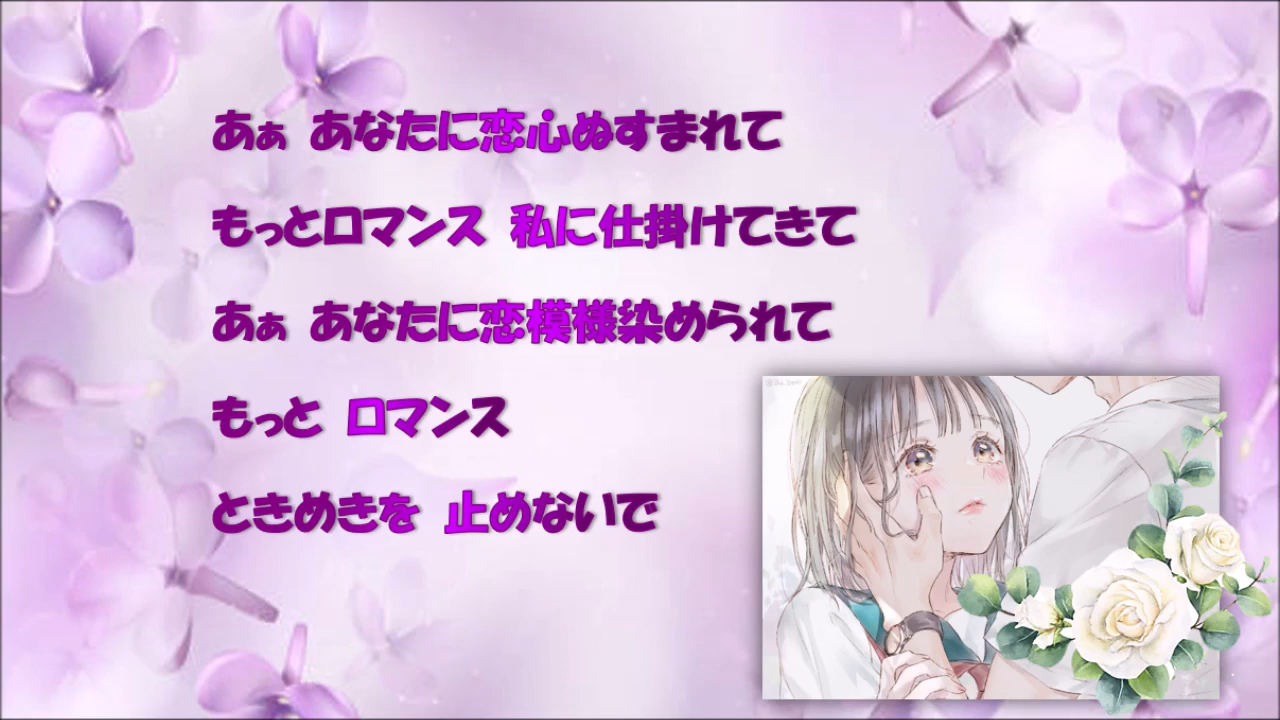 あぁ あなたに恋心ぬすまれて
もっとロマンス 私に仕掛けてきて
あぁ あなたに恋模様染められて
もっと ロマンス
ときめきを 止めないで